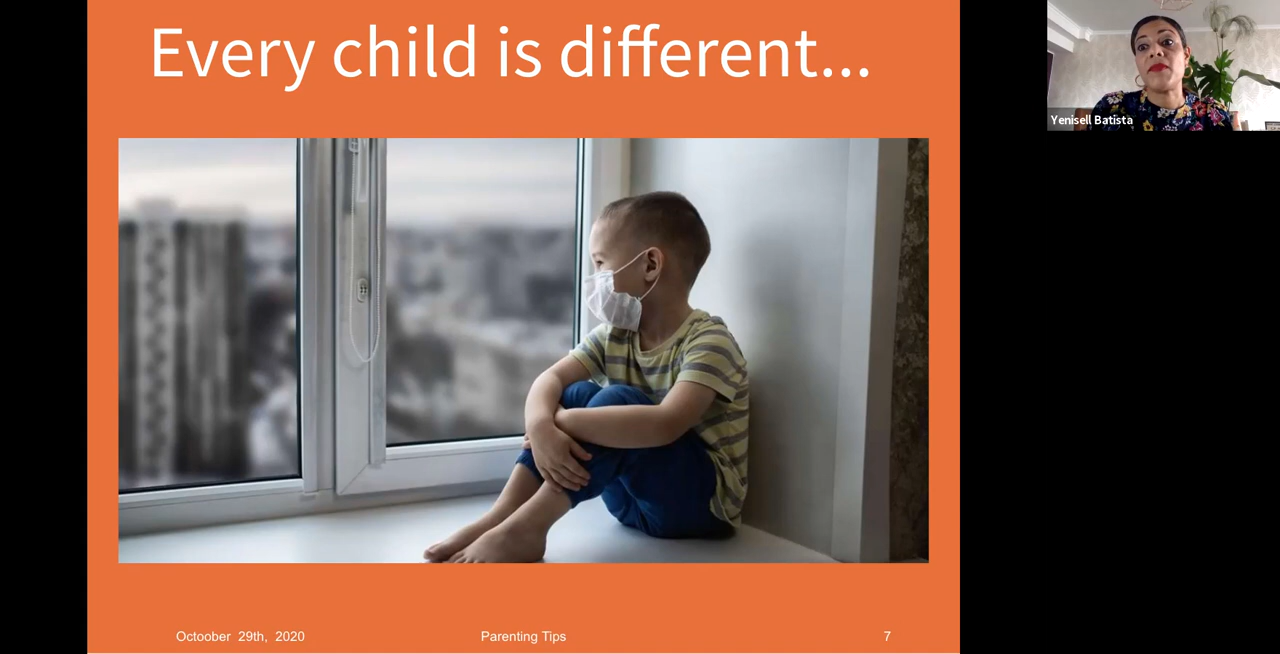 Every child is different...
Yenisell Batista
Octoober 29th, 2020
Parenting Tips
7